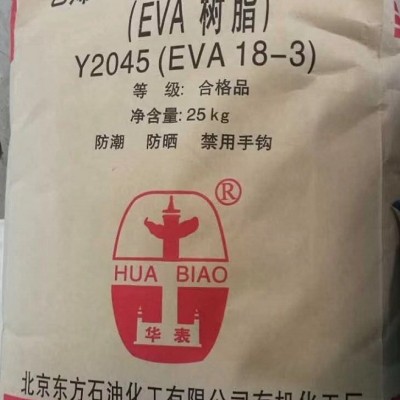 (EVA 树脂)
Y2045 (EVA 18-3)
等 级: 合格品
净含量: 25kg
防潮 防晒 禁用手钩
®
HUA BIAO
华表
北京东方石油化工有限公司有机化工厂